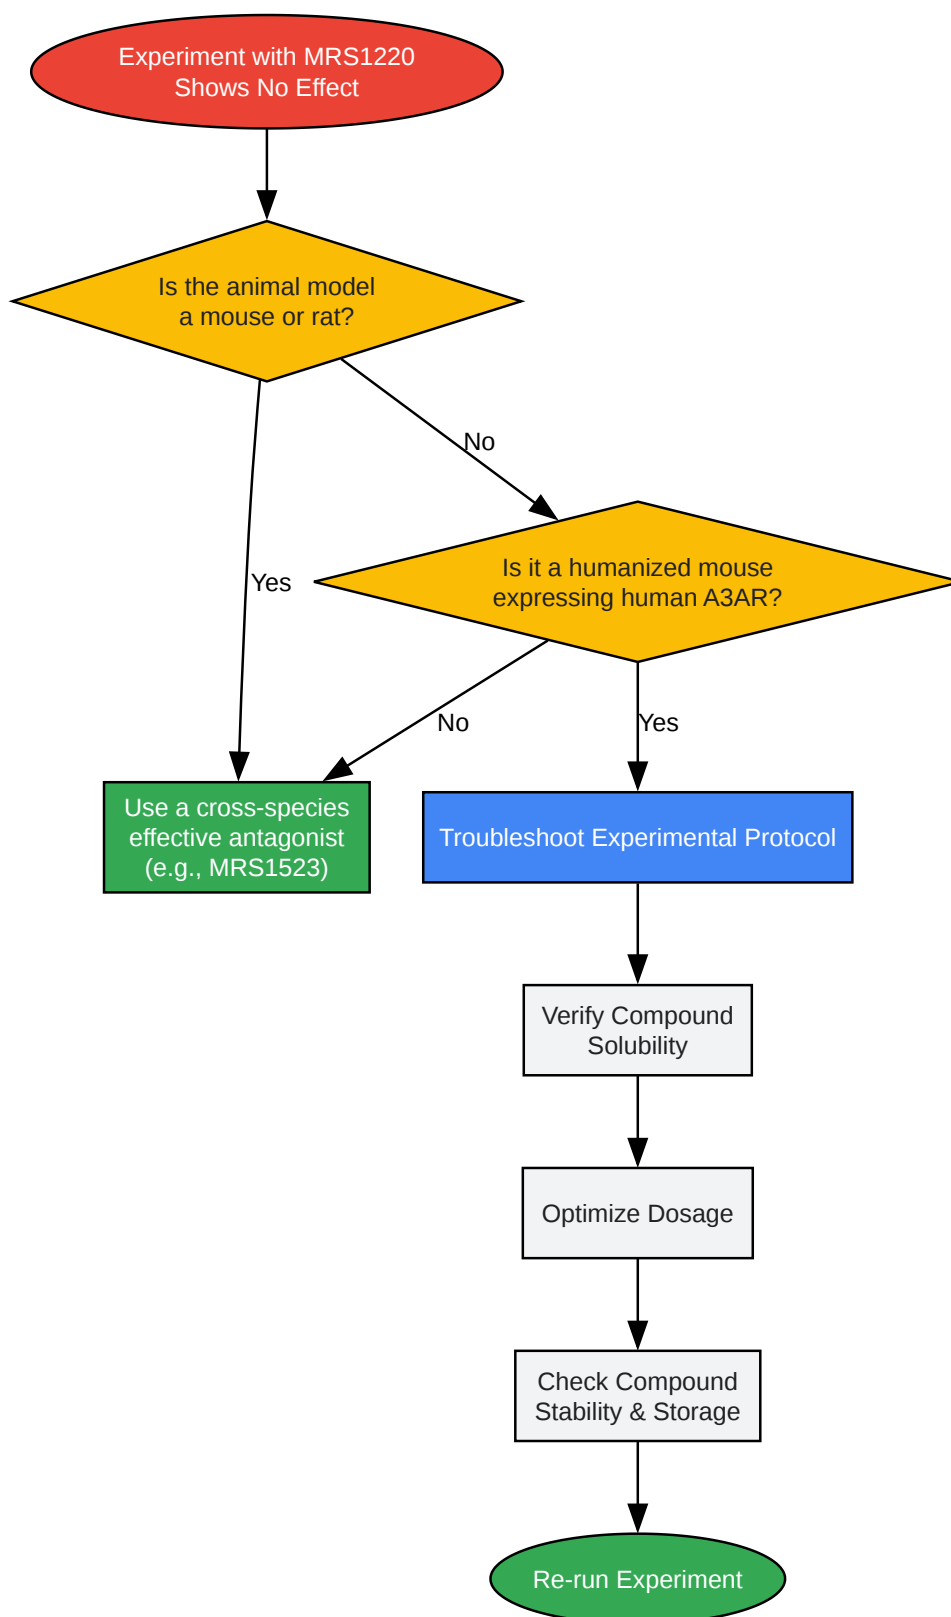 Experiment with MRS1220
Shows No Effect
Is the animal model
a mouse or rat?
No
Is it a humanized mouse
expressing human A3AR?
Yes
No
Yes
Use a cross-species
effective antagonist
(e.g., MRS1523)
Troubleshoot Experimental Protocol
Verify Compound
Solubility
Optimize Dosage
Check Compound
Stability & Storage
Re-run Experiment